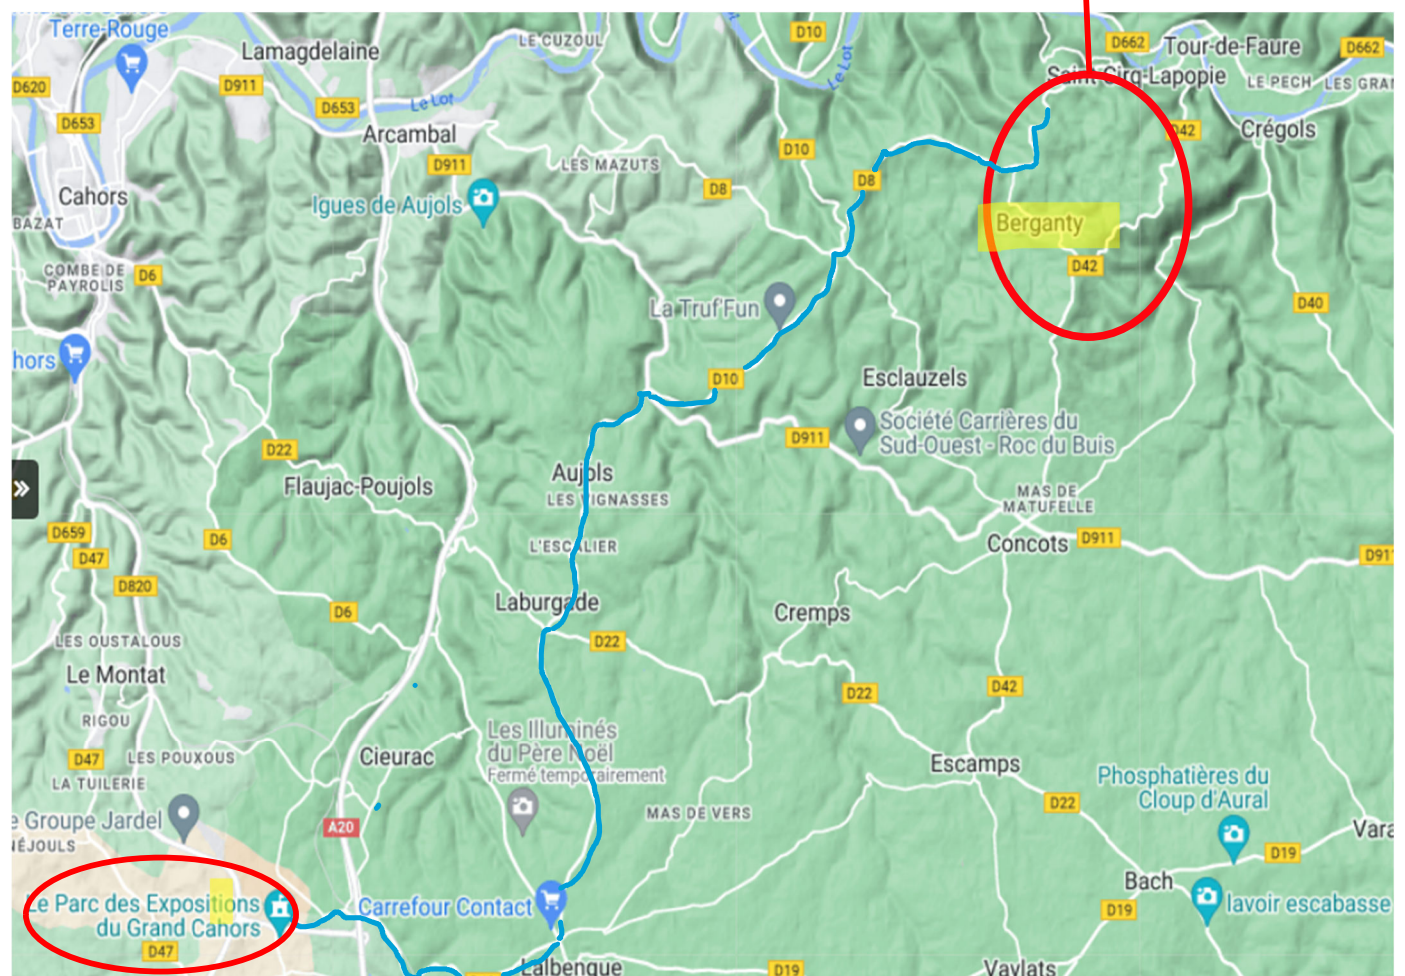 Terre-Rouge
Lamagdelaine
LE CUZOUL
D10
D662
Tour-de-Faure
D662
D620
D911
D653
Le Lot
Le Lot
Saint-Cirq-Lapopie
LE PECH
LES GRAN
D653
Arcambal
D10
D42
Crégols
D911
LES MAZUTS
D8
D8
Cahors
Igues de Aujols
BAZAT
Berganty
COMBE DE
PAYROLIS
D6
D42
La Truf'Fun
D40
hors
D10
Esclauzels
Société Carrières du
Sud-Ouest - Roc du Buis
D911
D22
Aujols
Flaujac-Poujols
LES VIGNASSES
MAS DE
MATUFELLE
D659
D6
L'ESCALIER
Concots
D911
D911
D47
D820
D6
Laburgade
Cremps
LES OUSTALOUS
D22
Le Montat
D22
D42
RIGOU
Les Illuminés
du Père Noël
Fermé temporairement
D47
LES POUXOUS
Cieurac
Escamps
LA TUILERIE
Phosphatières du
Cloup d'Aural
e Groupe Jardel
A20
MAS DE VERS
D22
Vara
NÉJOULS
D19
Bach
Le Parc des Expositions
du Grand Cahors
Carrefour Contact
D19
lavoir escabasse
D47
Lalbenque
D19
Vaylats